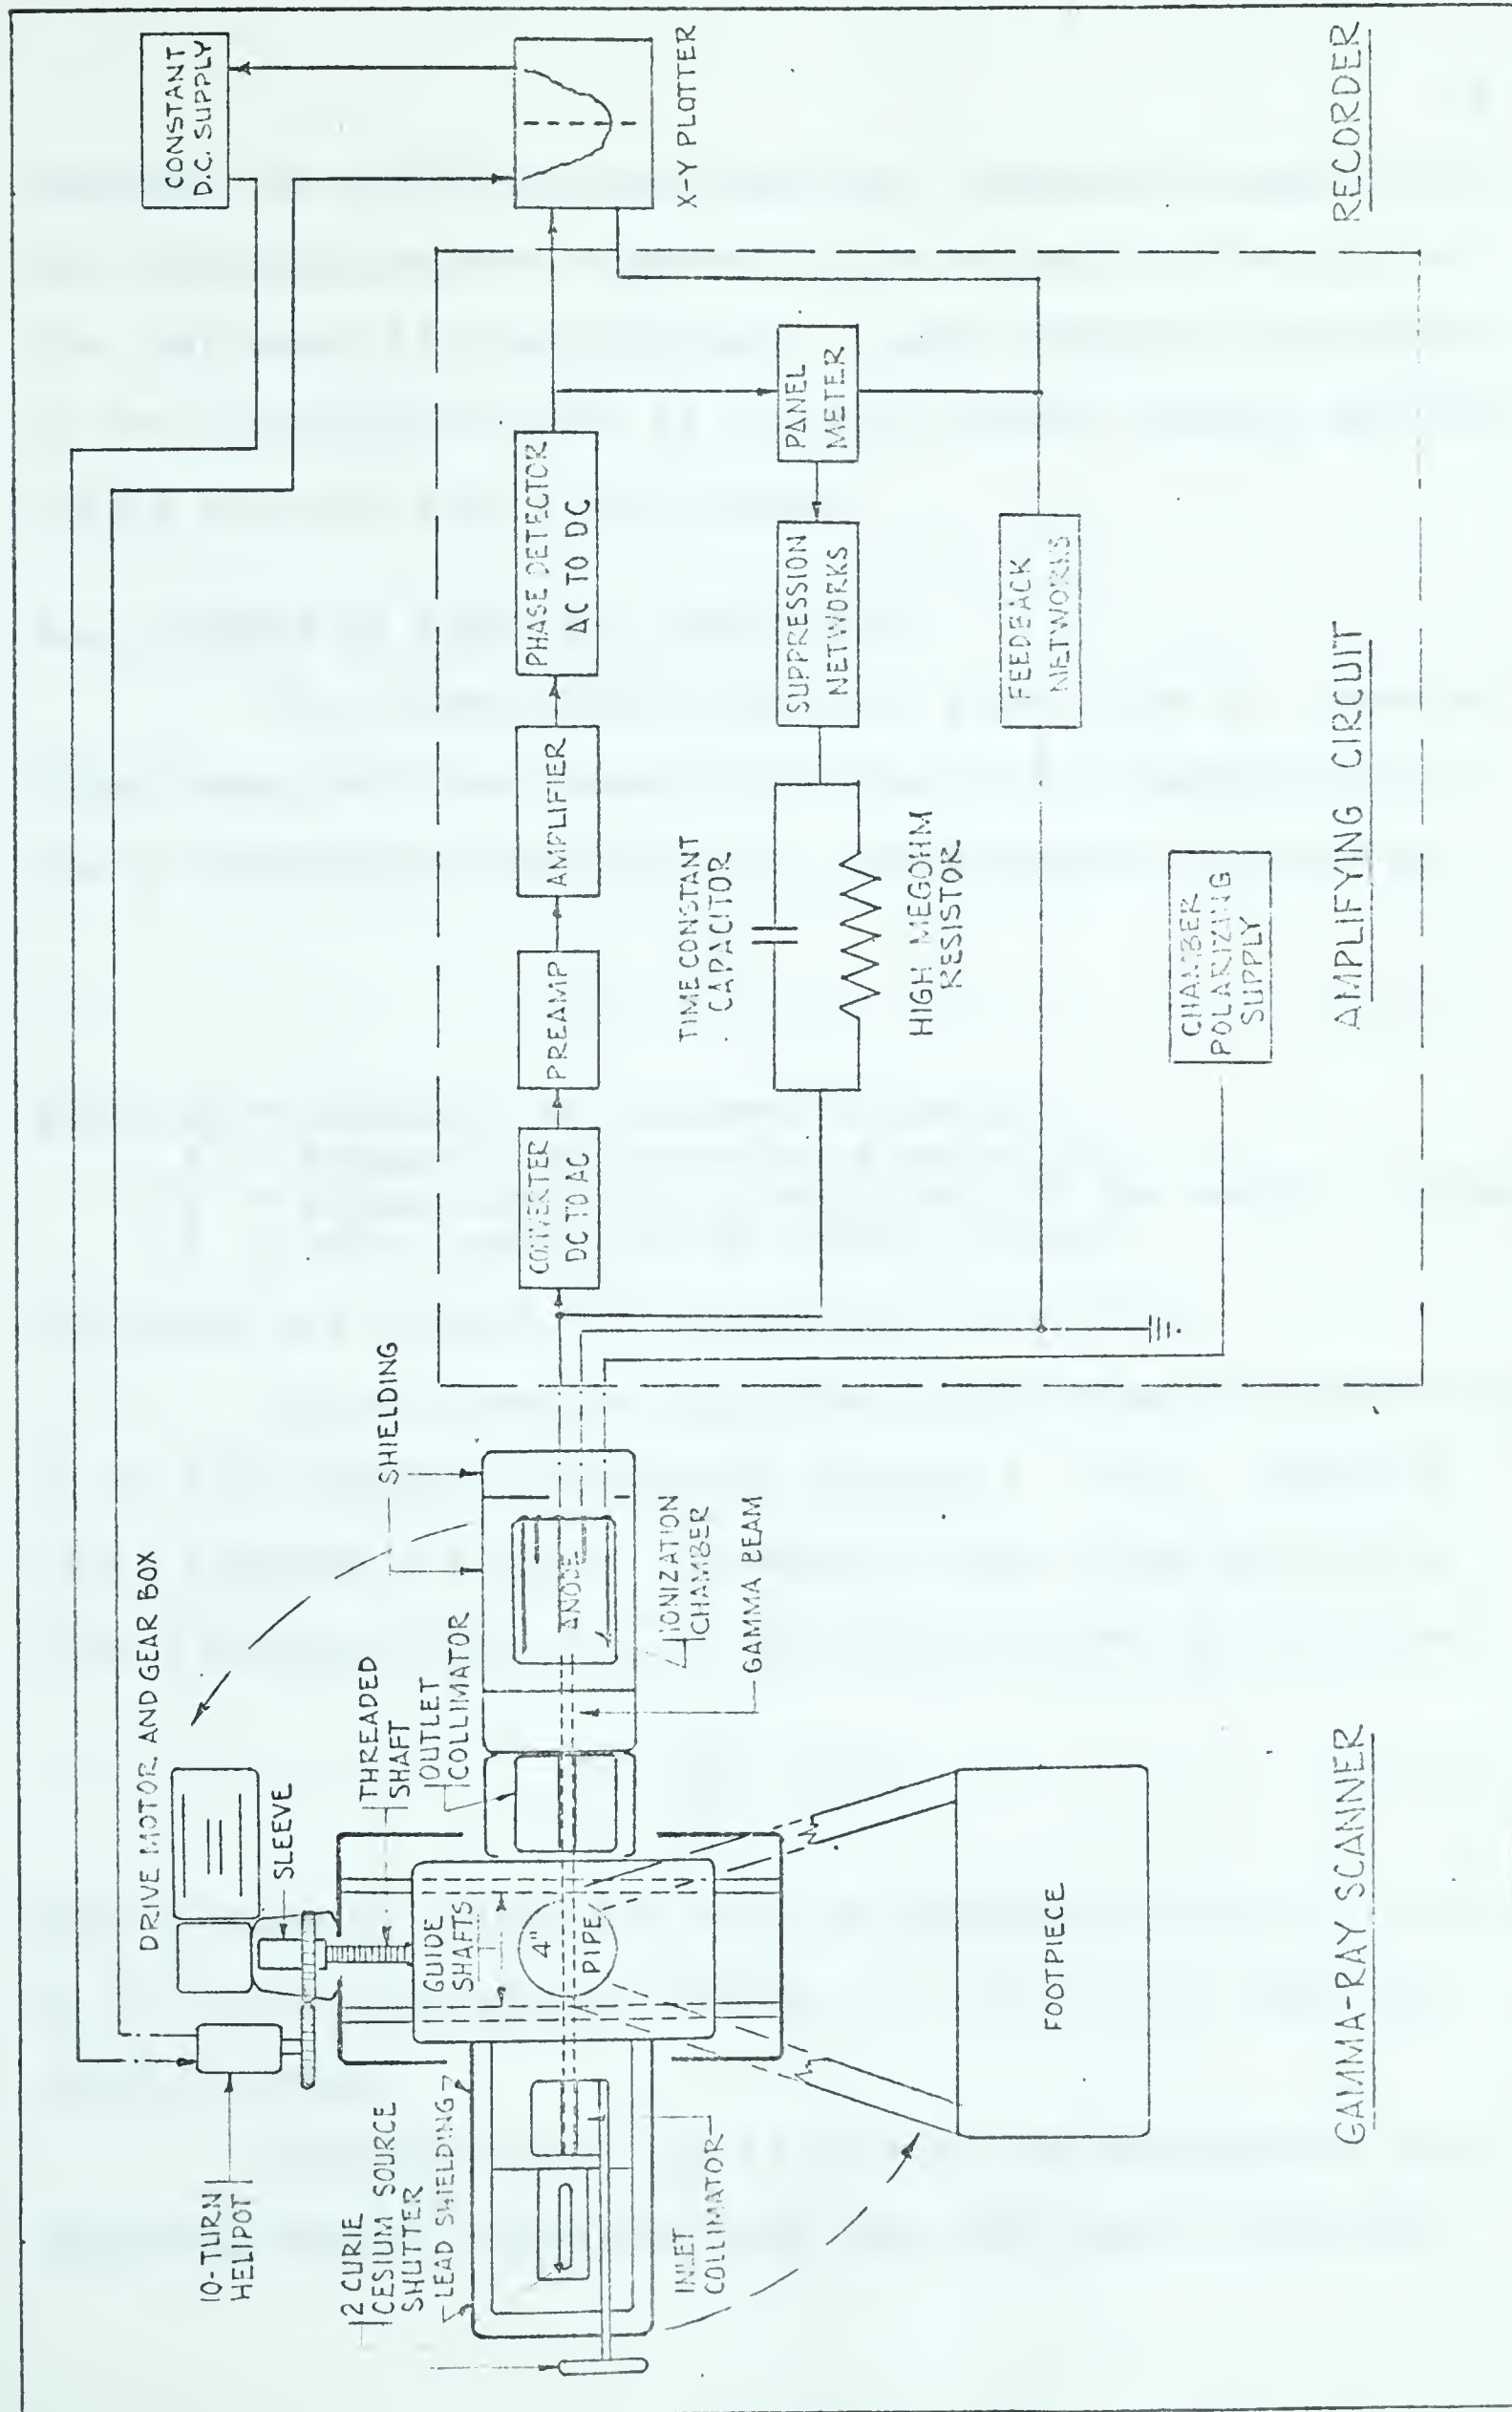 10-TURN
HELIPOT
DRIVE MOTOR AND GEAR BOX
SLEEVE
THREADED
SHAFT
OUTLET
COLLIMATOR
SHIELDING
2 CURIE
CESIUM SOURCE
SHUTTER
LEAD SHIELDING
GUIDE
SHAFTS
4"
PIPE
ANODE
INLET
COLLIMATOR
IONIZATION
CHAMBER
GAMMA BEAM
FOOTPIECE
GAMMA-RAY SCANNER
CONVERTER
DC TO AC
PREAMP
AMPLIFIER
PHASE DETECTOR
AC TO DC
TIME CONSTANT
CAPACITOR
HIGH MEGOHM
RESISTOR
SUPPRESSION
NETWORKS
PANEL
METER
FEEDBACK
NETWORKS
CHAMBER
POLARIZING
SUPPLY
AMPLIFYING CIRCUIT
CONSTANT
D.C. SUPPLY
X-Y PLOTTER
RECORDER